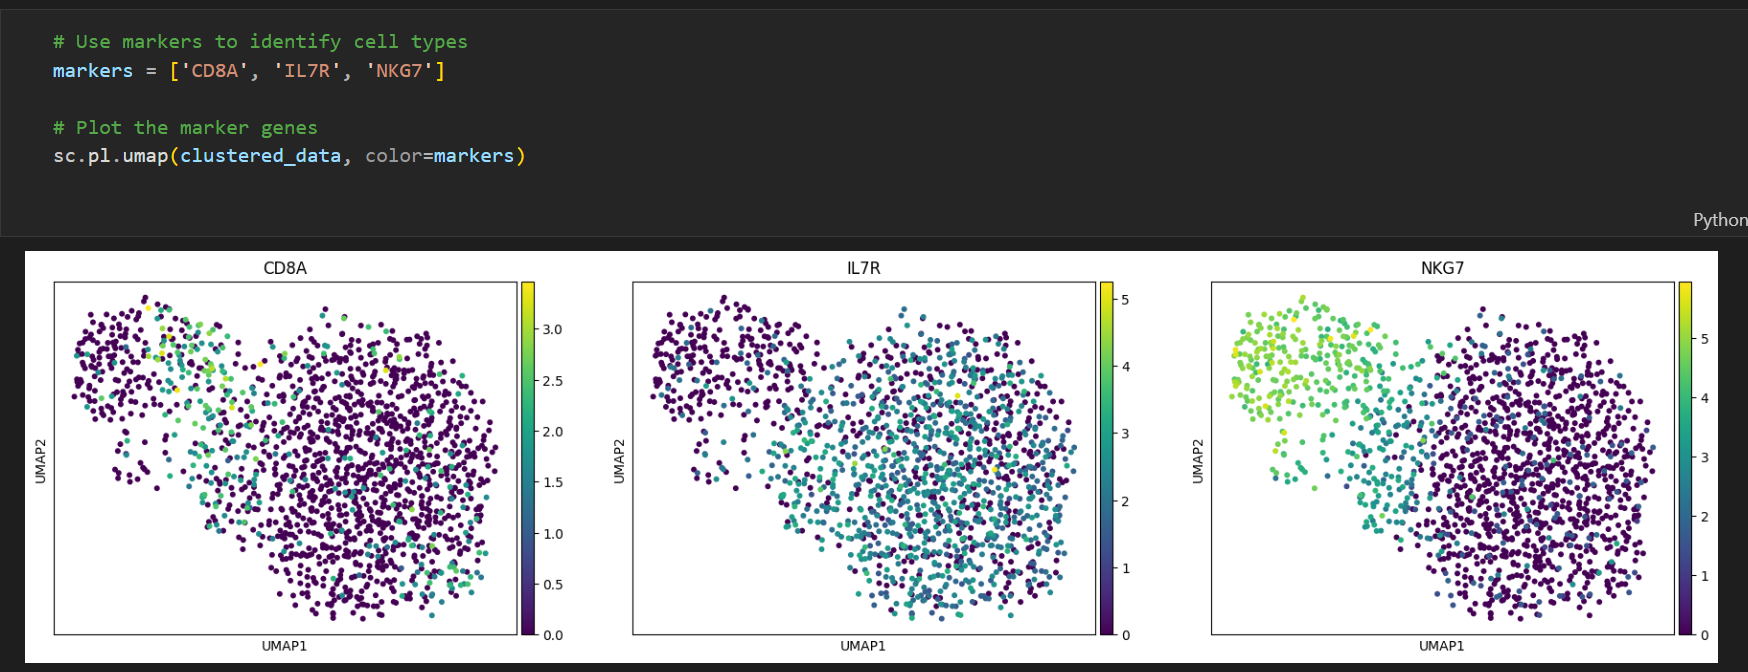 # Use markers to identify cell types
markers = ['CD8A', 'IL7R', 'NKG7']
# Plot the marker genes
sc.pl.umap(clustered_data, color=markers)
Python
CD8A
UMAP2
UMAP1
3.0
2.5
2.0
1.5
1.0
0.5
0.0
IL7R
UMAP2
UMAP1
5
4
3
2
1
0
NKG7
UMAP2
UMAP1
5
4
3
2
1
0